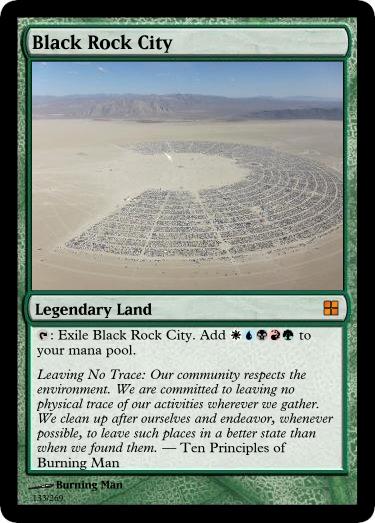 Black Rock City
Legendary Land
: Exile Black Rock City. Add to
your mana pool.
Leaving No Trace: Our community respects the
environment. We are committed to leaving no
physical trace of our activities wherever we gather.
We clean up after ourselves and endeavor, whenever
possible, to leave such places in a better state than
when we found them. — Ten Principles of
Burning Man
Burning Man
133/269